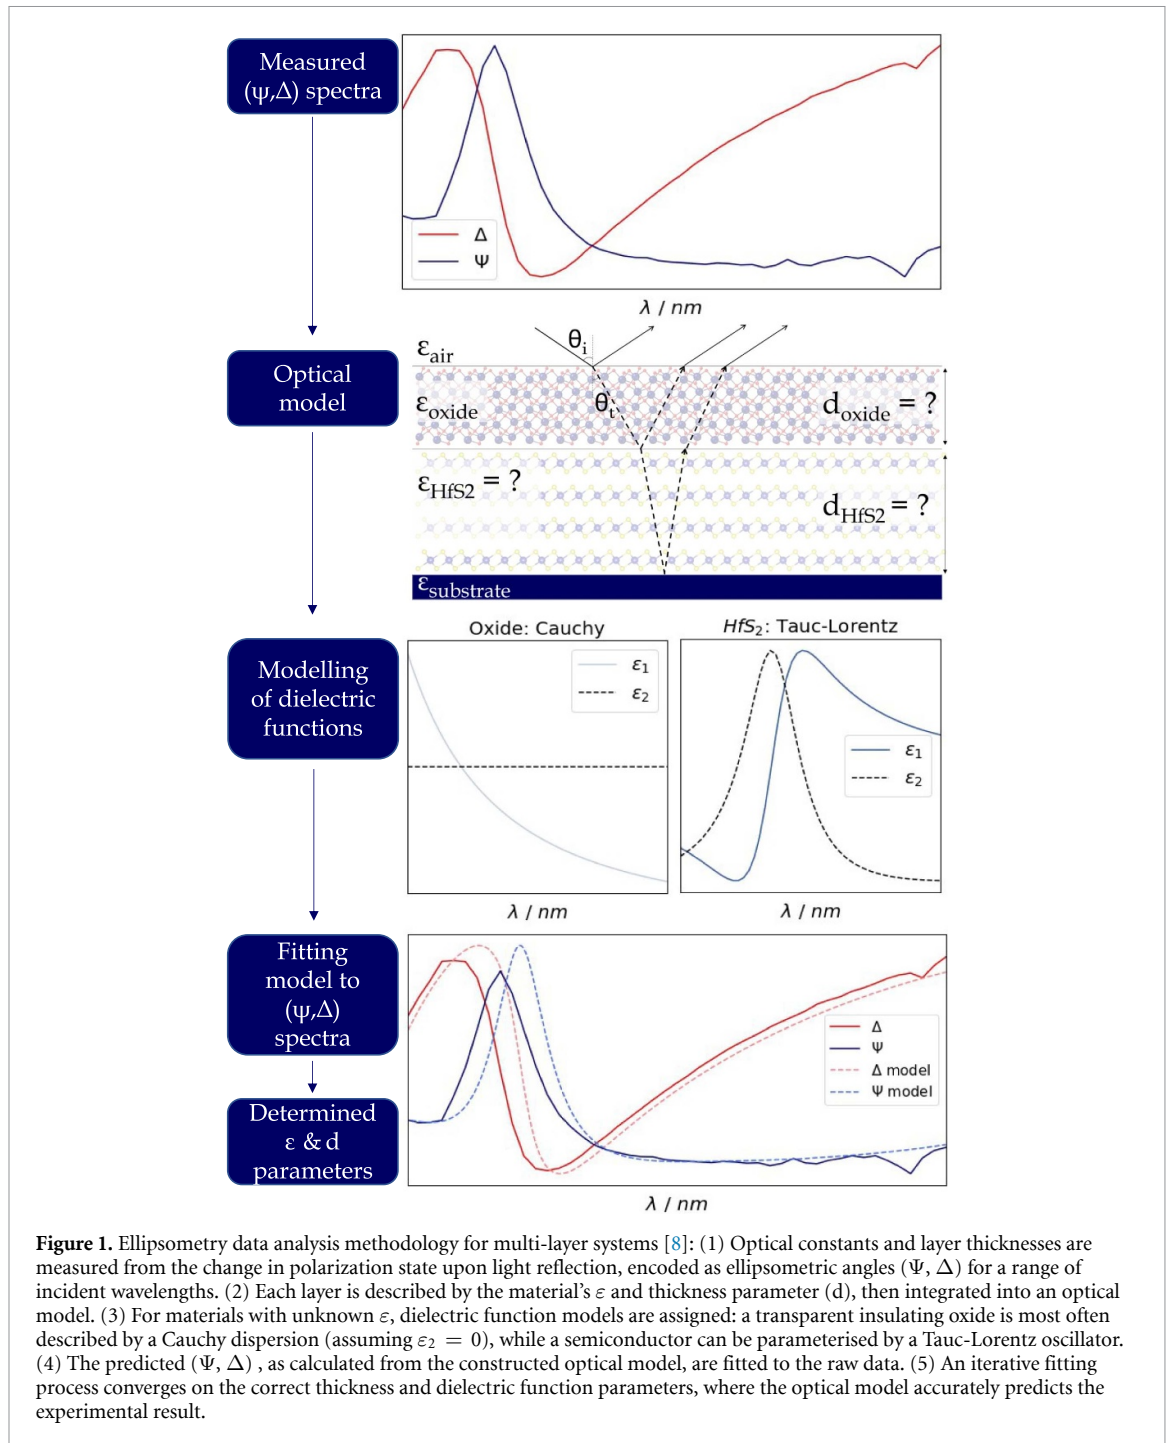 Measured
(ψ,Δ) spectra
Δ
Ψ
λ / nm
Optical
model
ε_air
θ_i
ε_oxide
θ_t
d_oxide = ?
ε_HfS2 = ?
d_HfS2 = ?
ε_substrate
Modelling
of dielectric
functions
Oxide: Cauchy
ε₁
ε₂
λ / nm
HfS₂: Tauc-Lorentz
ε₁
ε₂
λ / nm
Fitting
model to
(ψ,Δ)
spectra
Δ
Ψ
Δ model
Ψ model
λ / nm
Determined
ε & d
parameters
Figure 1. Ellipsometry data analysis methodology for multi-layer systems [8]: (1) Optical constants and layer thicknesses are
measured from the change in polarization state upon light reflection, encoded as ellipsometric angles (Ψ, Δ) for a range of
incident wavelengths. (2) Each layer is described by the material's ε and thickness parameter (d), then integrated into an optical
model. (3) For materials with unknown ε, dielectric function models are assigned: a transparent insulating oxide is most often
described by a Cauchy dispersion (assuming ε₂ = 0), while a semiconductor can be parameterised by a Tauc-Lorentz oscillator.
(4) The predicted (Ψ, Δ) , as calculated from the constructed optical model, are fitted to the raw data. (5) An iterative fitting
process converges on the correct thickness and dielectric function parameters, where the optical model accurately predicts the
experimental result.